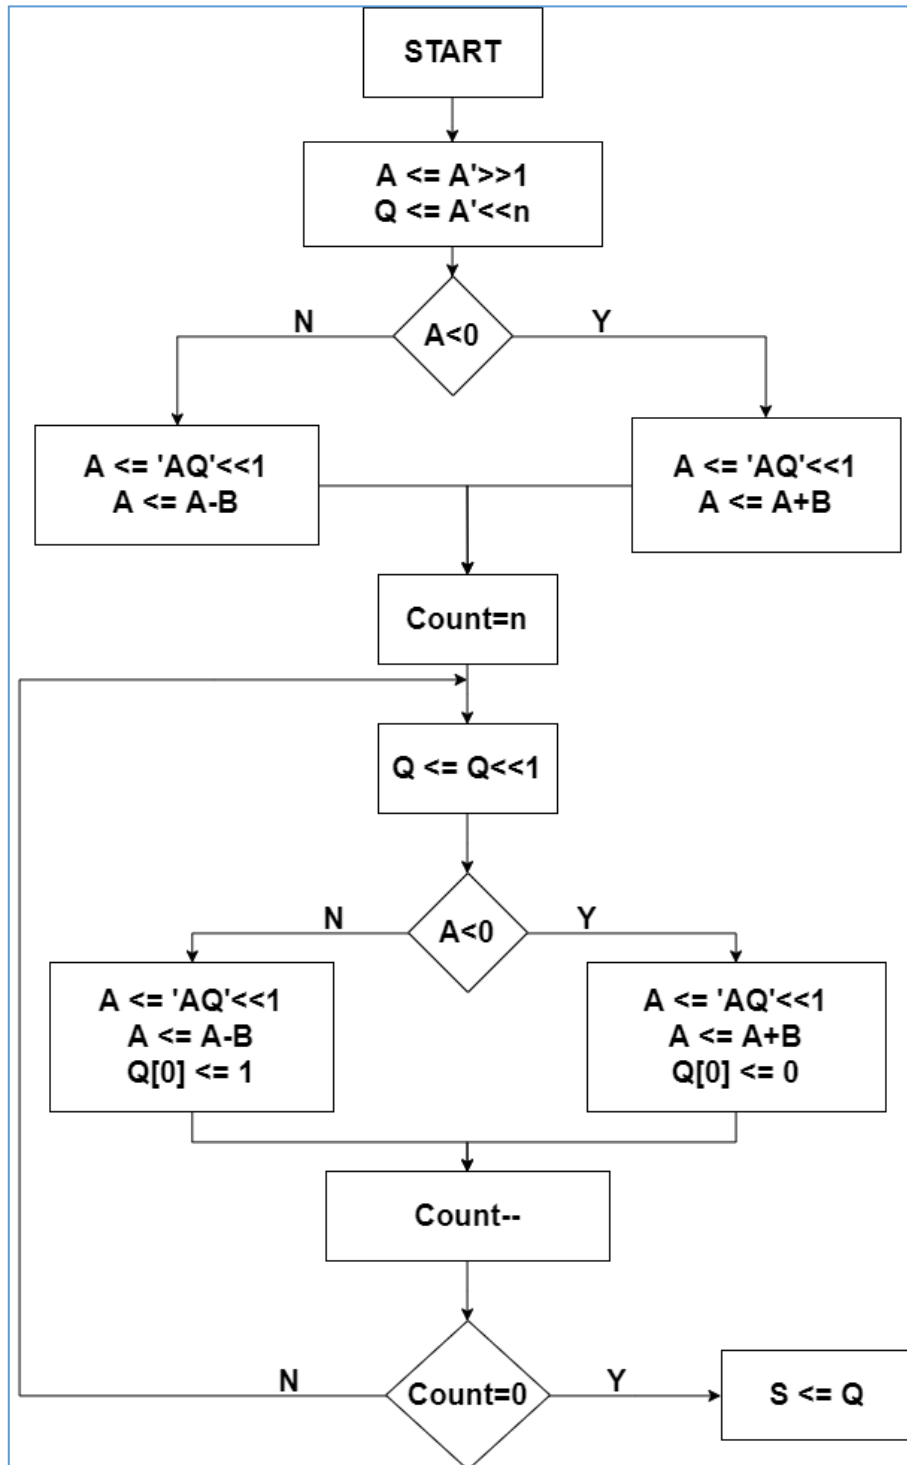 START
A <= A'>>1
Q <= A'<<n
A<0
N
Y
A <= 'AQ'<<1
A <= A-B
A <= 'AQ'<<1
A <= A+B
Count=n
Q <= Q<<1
A<0
N
Y
A <= 'AQ'<<1
A <= A-B
Q[0] <= 1
A <= 'AQ'<<1
A <= A+B
Q[0] <= 0
Count--
Count=0
N
Y
S <= Q